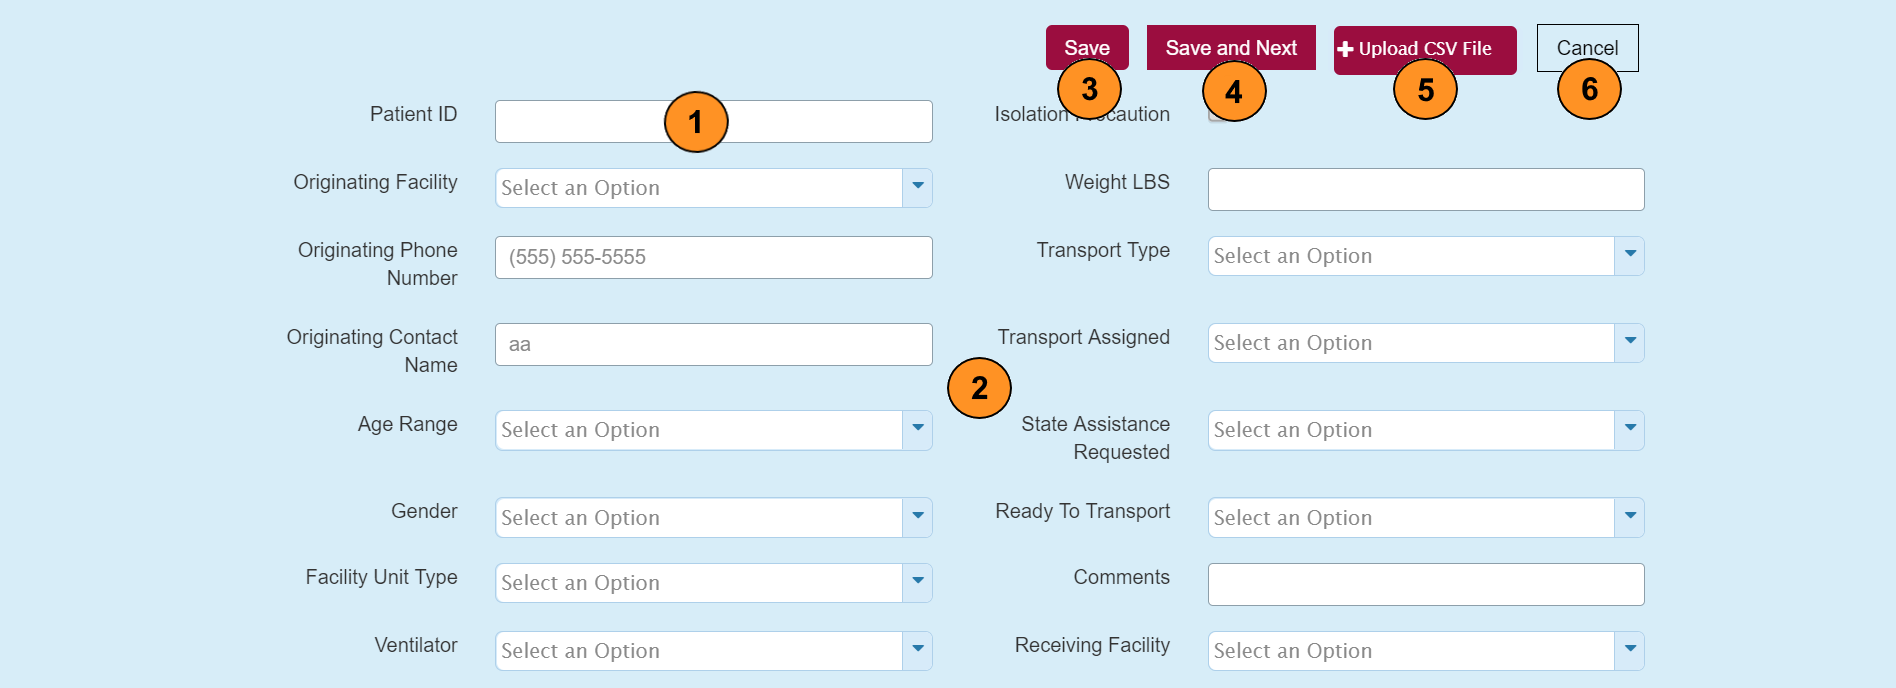 Save
Save and Next
Upload CSV File
Cancel
3
4
5
6
Patient ID
1
Isolation
Originating Facility
Select an Option
Weight LBS
Originating Phone
Number
(555) 555-5555
Transport Type
Select an Option
Originating Contact
Name
aa
Transport Assigned
Select an Option
2
Age Range
Select an Option
State Assistance
Requested
Select an Option
Gender
Select an Option
Ready To Transport
Select an Option
Facility Unit Type
Select an Option
Comments
Ventilator
Select an Option
Receiving Facility
Select an Option